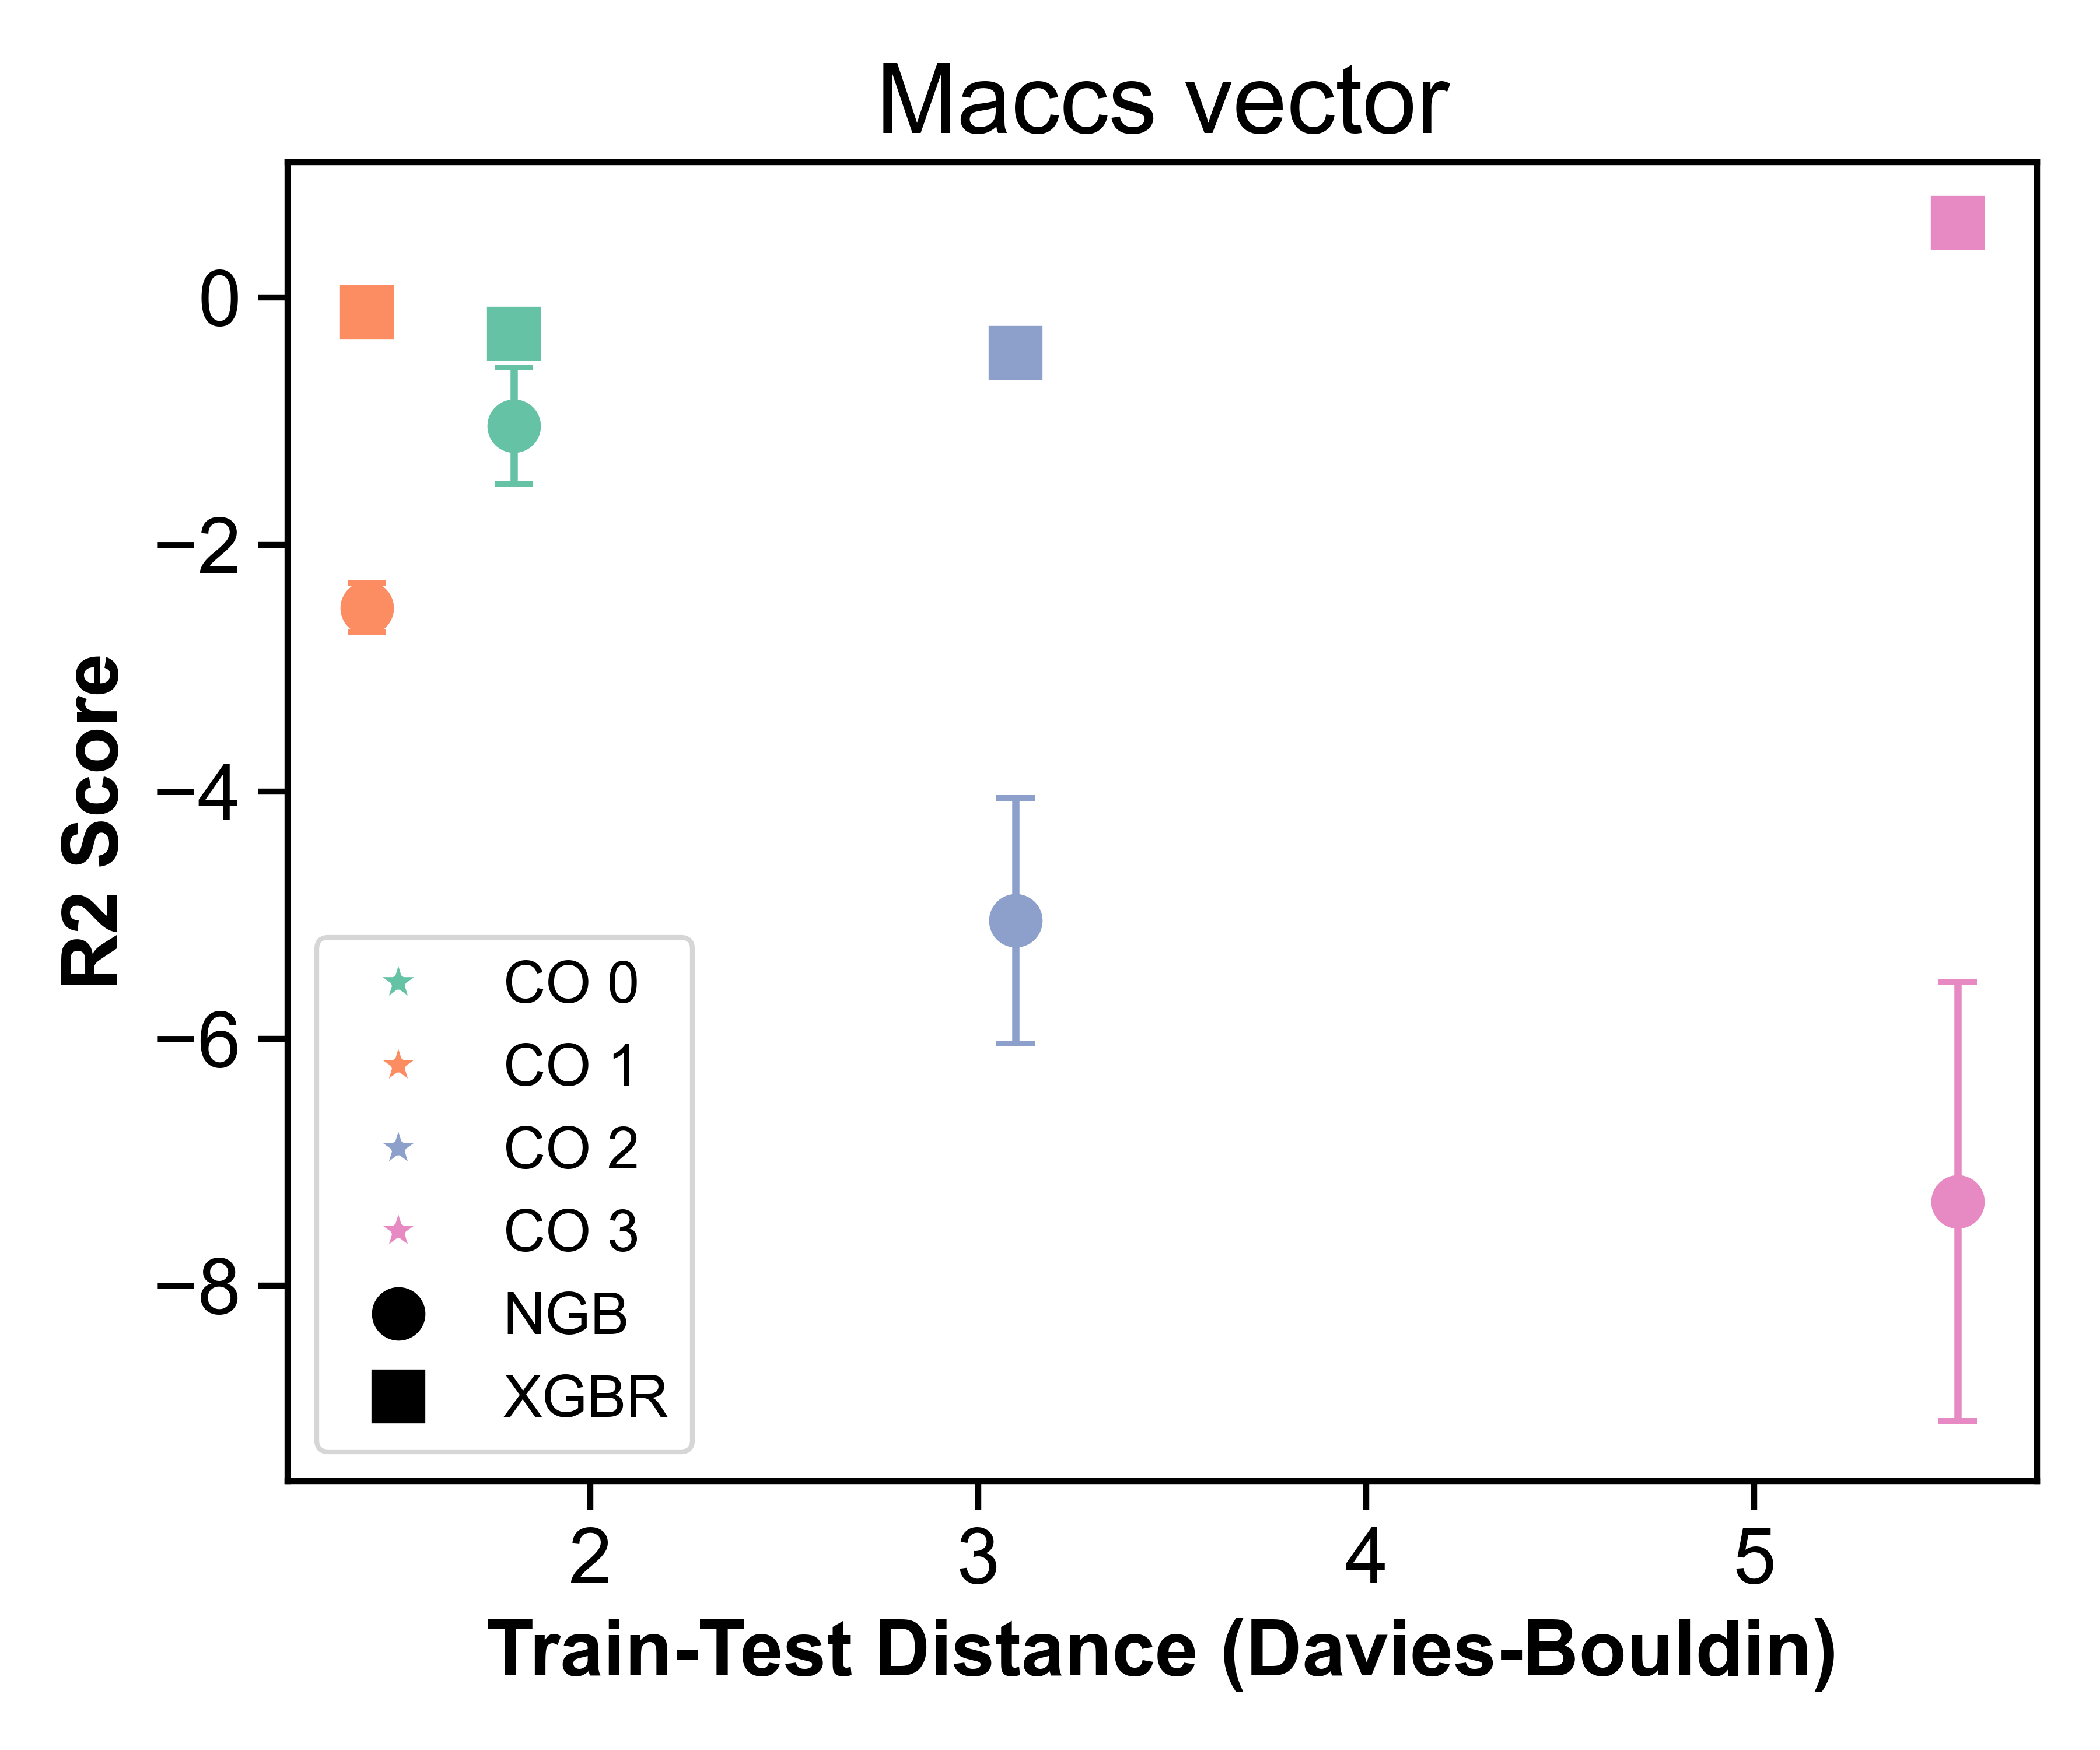 Maccs vector
R2 Score
0
−2
−4
−6
−8
CO 0
CO 1
CO 2
CO 3
NGB
XGBR
2 3 4 5
Train-Test Distance (Davies-Bouldin)